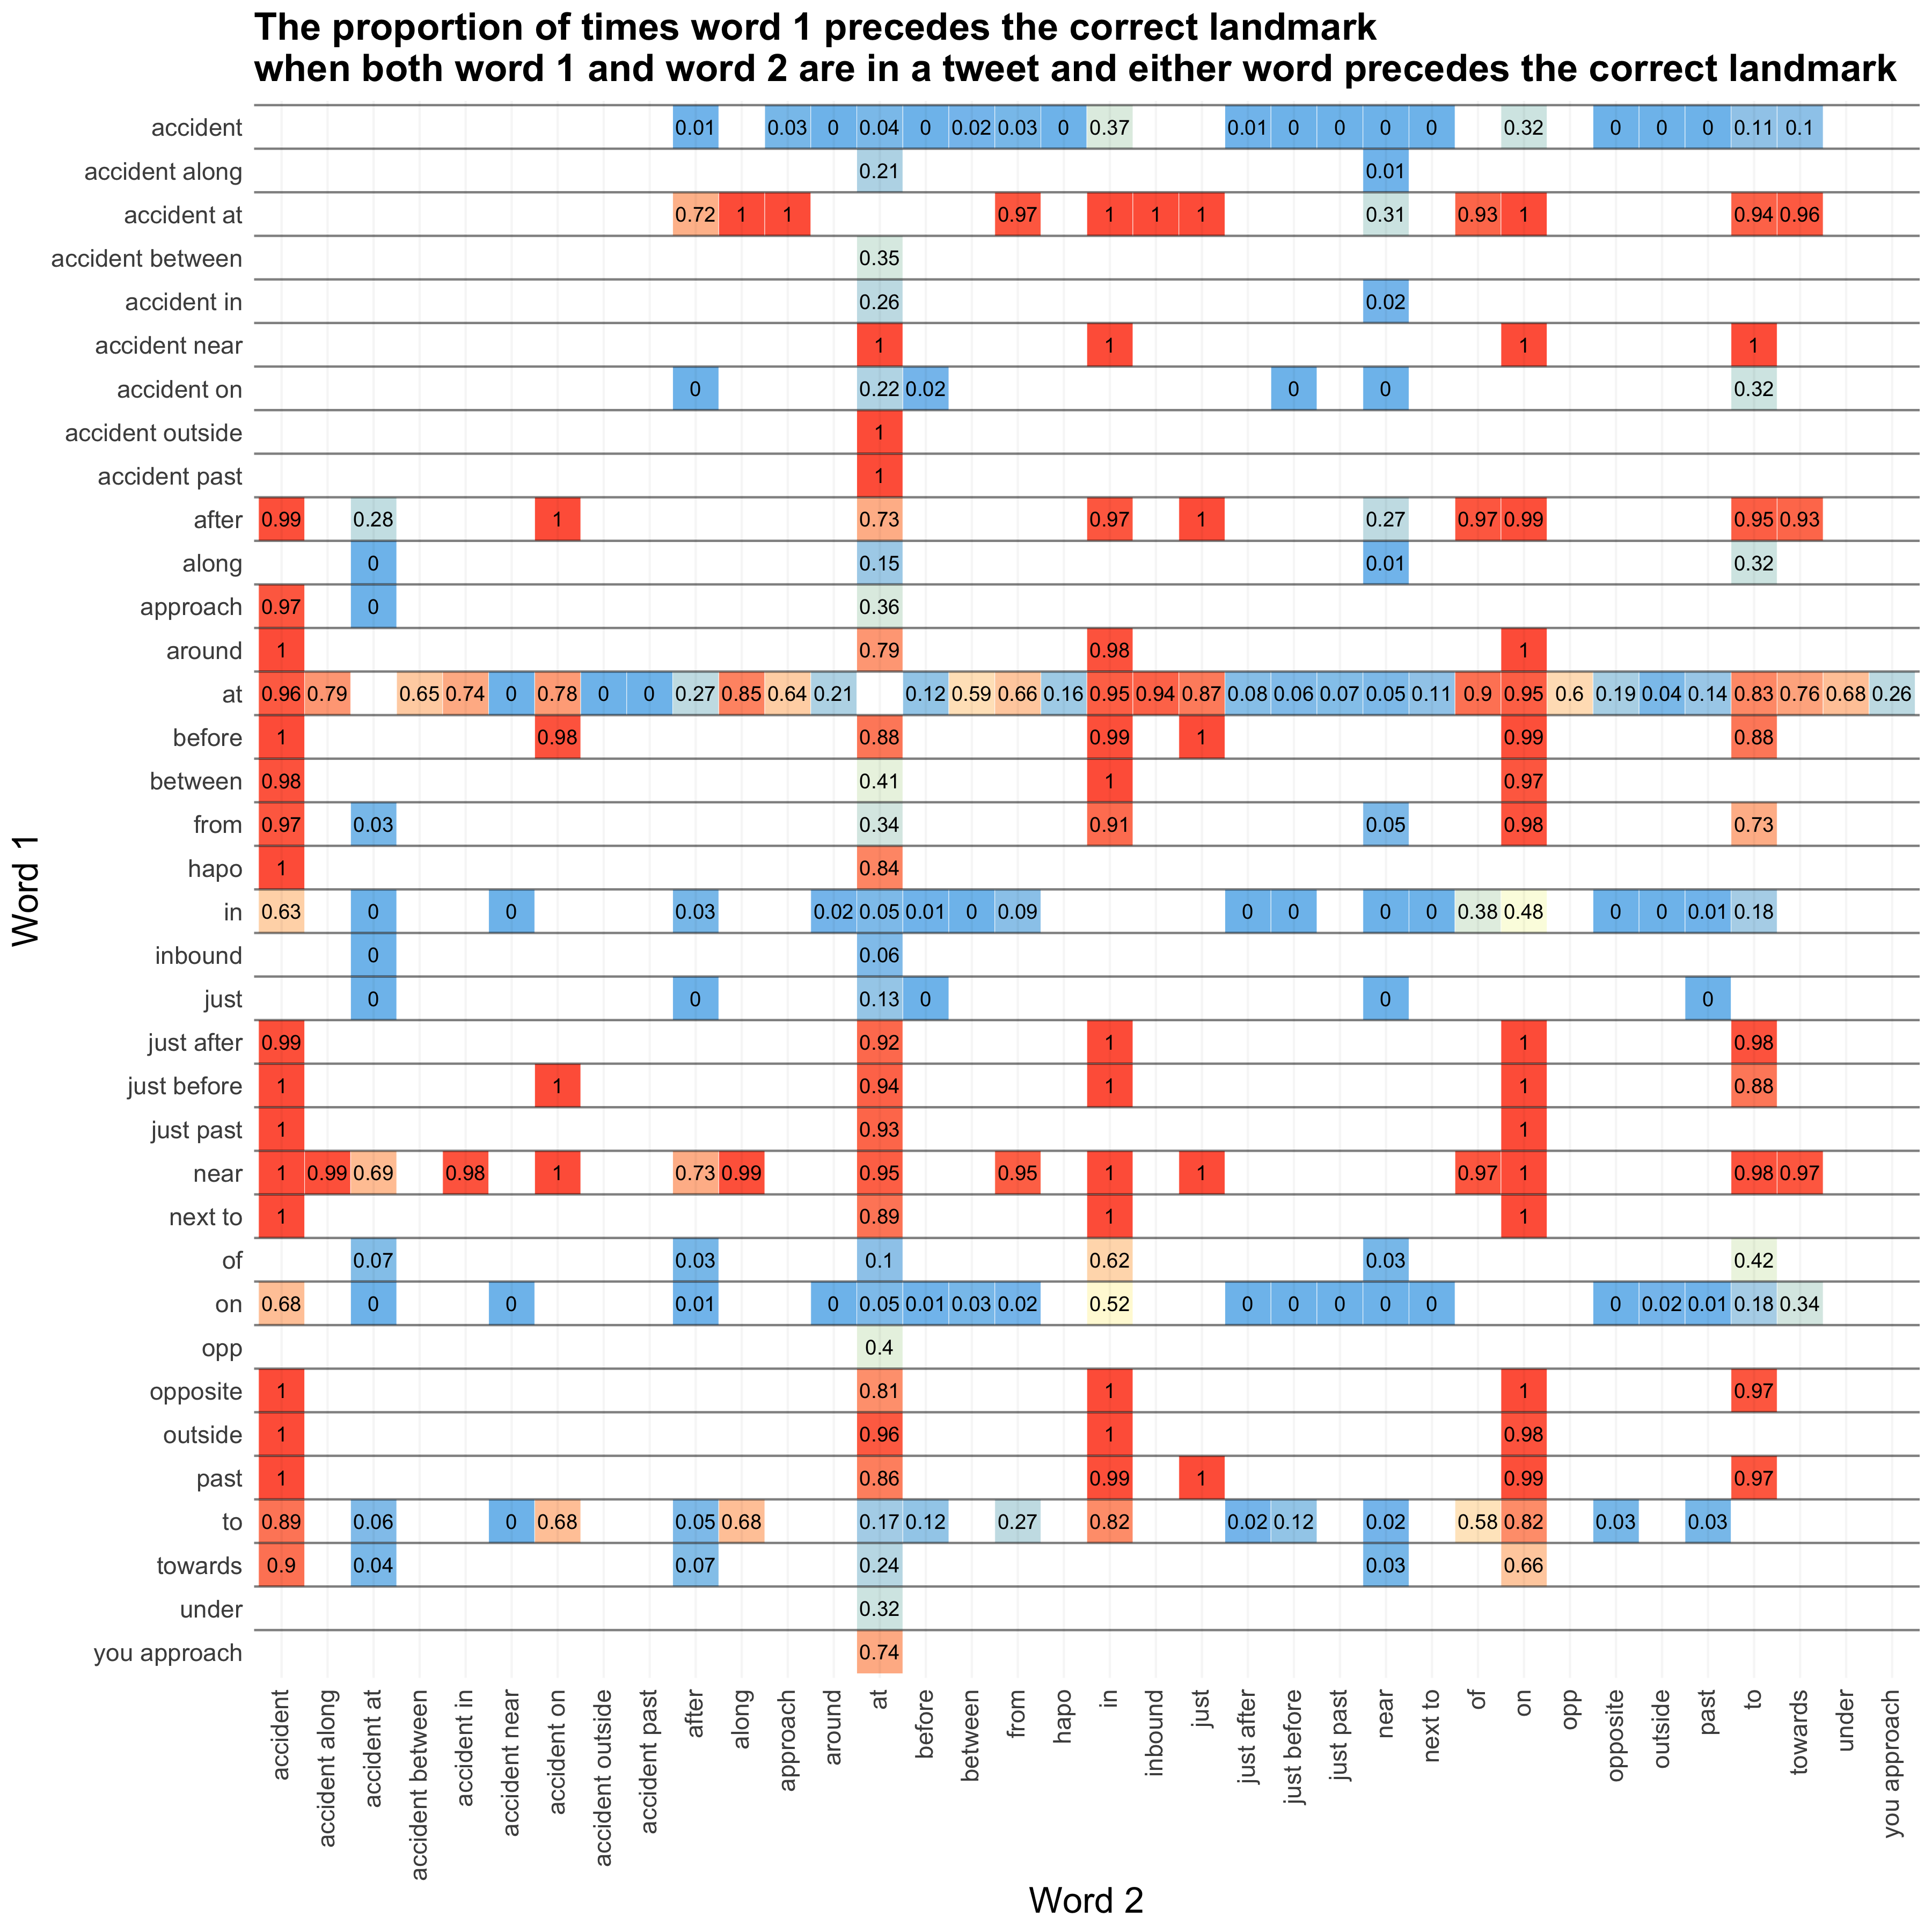 The proportion of times word 1 precedes the correct landmark
when both word 1 and word 2 are in a tweet and either word precedes the correct landmark
accident 0.01 0.03 0 0.04 0 0.02 0.03 0 0.37 0.01 0 0 0 0 0.32 0 0 0 0.11 0.1
accident along 0.21 0.01
accident at 0.72 1 1 0.97 1 1 1 0.31 0.93 1 0.94 0.96
accident between 0.35
accident in 0.26 0.02
accident near 1 1 1 1
accident on 0 0.22 0.02 0 0 0.32
accident outside 1
accident past 1
after 0.99 0.28 1 0.73 0.97 1 0.27 0.97 0.99 0.95 0.93
along 0 0.15 0.01 0.32
approach 0.97 0 0.36
around 1 0.79 0.98 1
at 0.96 0.79 0.65 0.74 0 0.78 0 0 0.27 0.85 0.64 0.21 0.12 0.59 0.66 0.16 0.95 0.94 0.87 0.08 0.06 0.07 0.05 0.11 0.9 0.95 0.6 0.19 0.04 0.14 0.83 0.76 0.68 0.26
before 1 0.98 0.88 0.99 1 0.99 0.88
between 0.98 0.41 1 0.97
from 0.97 0.03 0.34 0.91 0.05 0.98 0.73
hapo 1 0.84
in 0.63 0 0 0.03 0.02 0.05 0.01 0 0.09 0 0 0 0 0.38 0.48 0 0 0.01 0.18
inbound 0 0.06
just 0 0 0.13 0 0 0
just after 0.99 0.92 1 1 0.98
just before 1 1 0.94 1 1 0.88
just past 1 0.93 1
near 1 0.99 0.69 0.98 1 0.73 0.99 0.95 0.95 1 1 0.97 1 0.98 0.97
next to 1 0.89 1 1
of 0.07 0.03 0.1 0.62 0.03 0.42
on 0.68 0 0 0.01 0 0.05 0.01 0.03 0.02 0.52 0 0 0 0 0 0 0.02 0.01 0.18 0.34
opp 0.4
opposite 1 0.81 1 1 0.97
outside 1 0.96 1 0.98
past 1 0.86 0.99 1 0.99 0.97
to 0.89 0.06 0 0.68 0.05 0.68 0.17 0.12 0.27 0.82 0.02 0.12 0.02 0.58 0.82 0.03 0.03
towards 0.9 0.04 0.07 0.24 0.03 0.66
under 0.32
you approach 0.74
Word 1
accident
accident along
accident at
accident between
accident in
accident near
accident on
accident outside
accident past
after
along
approach
around
at
before
between
from
hapo
in
inbound
just
just after
just before
just past
near
next to
of
on
opp
opposite
outside
past
to
towards
under
you approach
Word 2